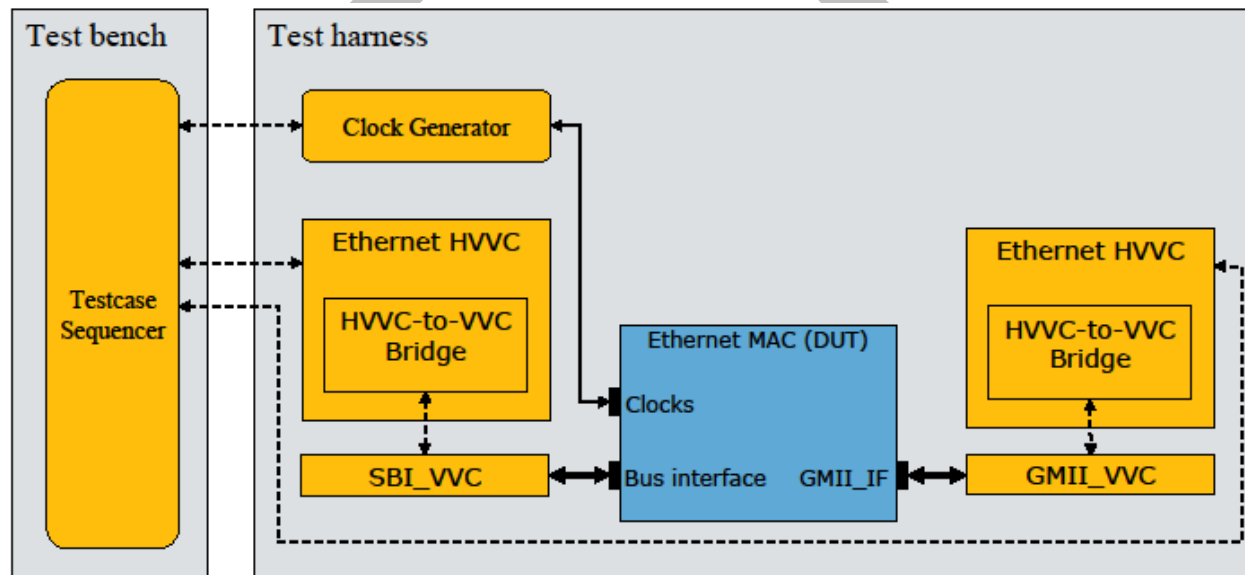 Test bench
Test harness
Testcase
Sequencer
Clock Generator
Ethernet HVVC
HVVC-to-VVC
Bridge
SBI_VVC
Ethernet MAC (DUT)
Clocks
Bus interface
GMII_IF
Ethernet HVVC
HVVC-to-VVC
Bridge
GMII_VVC